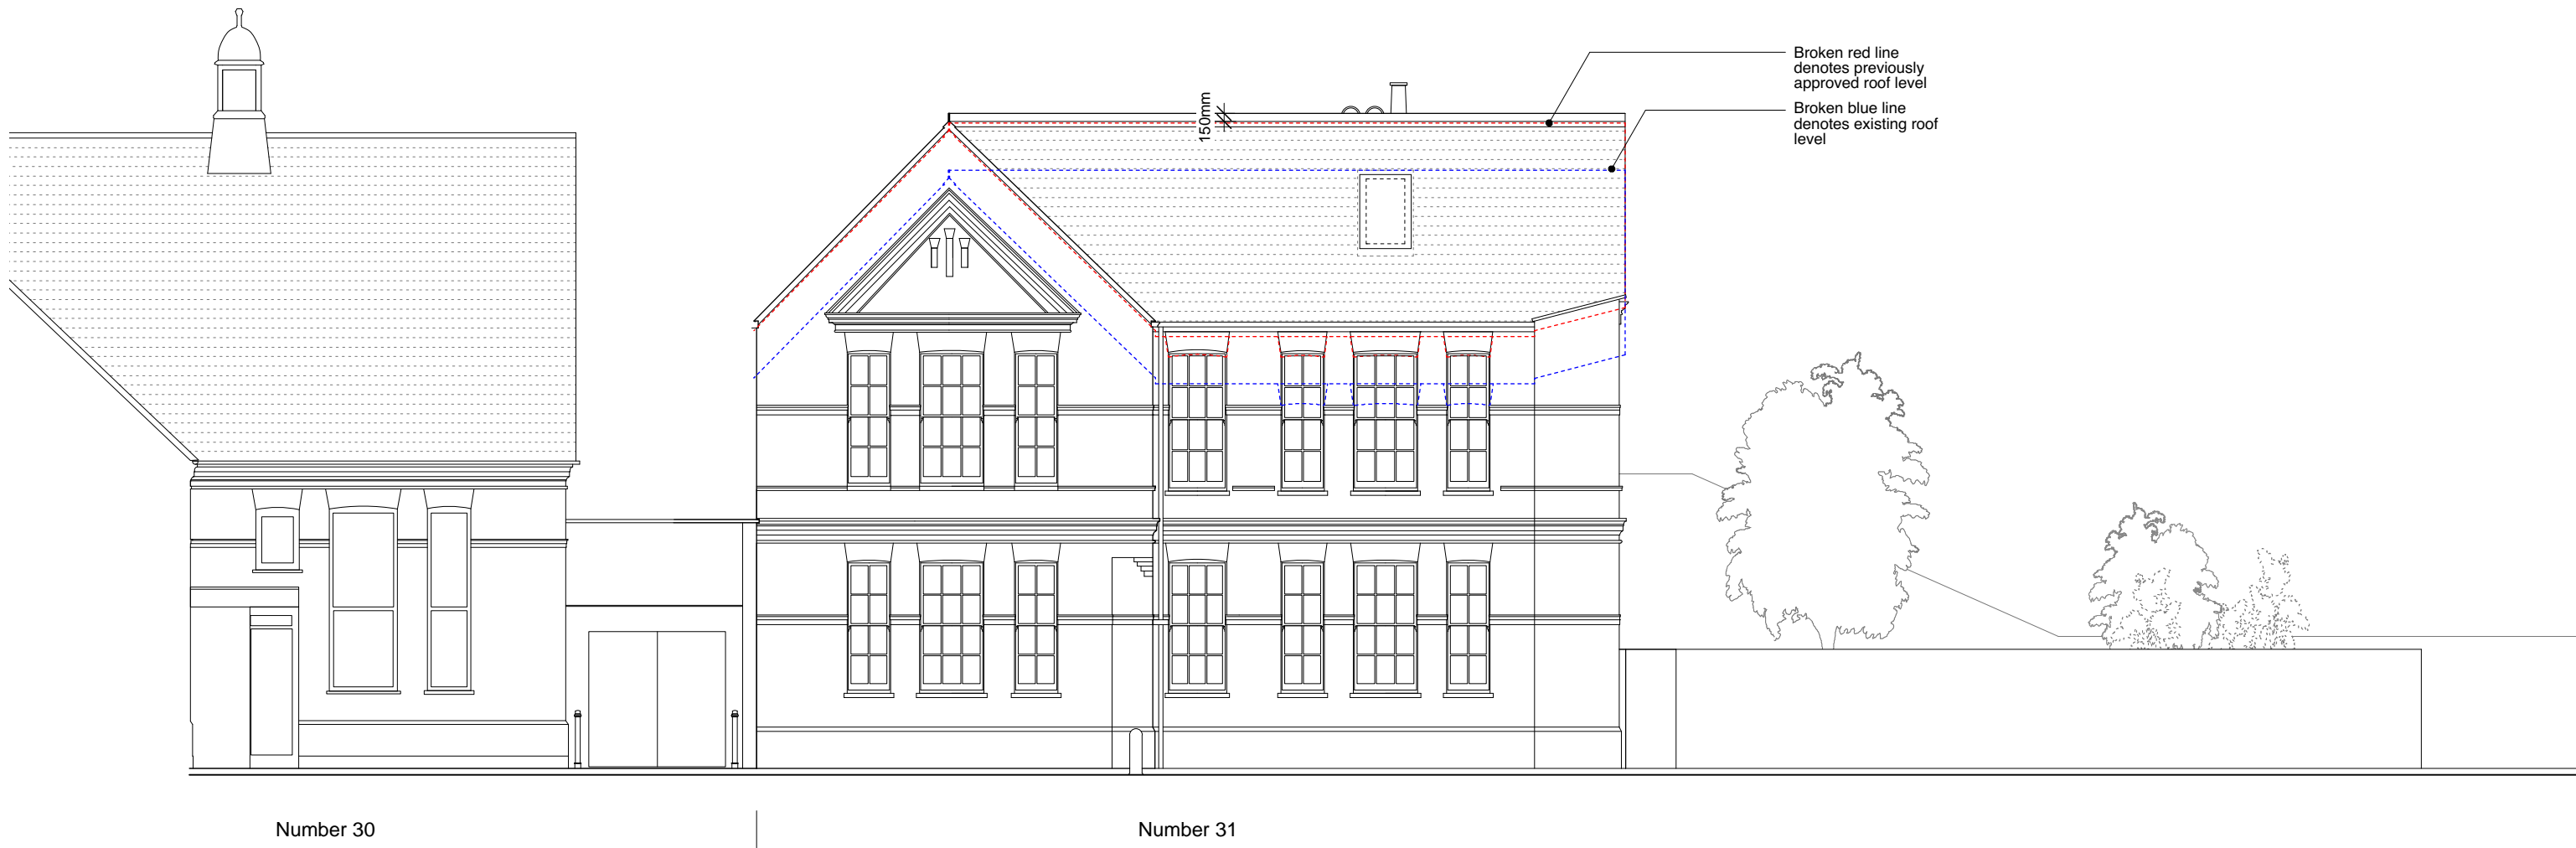 Broken red line
denotes previously
approved roof level
Broken blue line
denotes existing roof
level
150mm
Number 30
Number 31